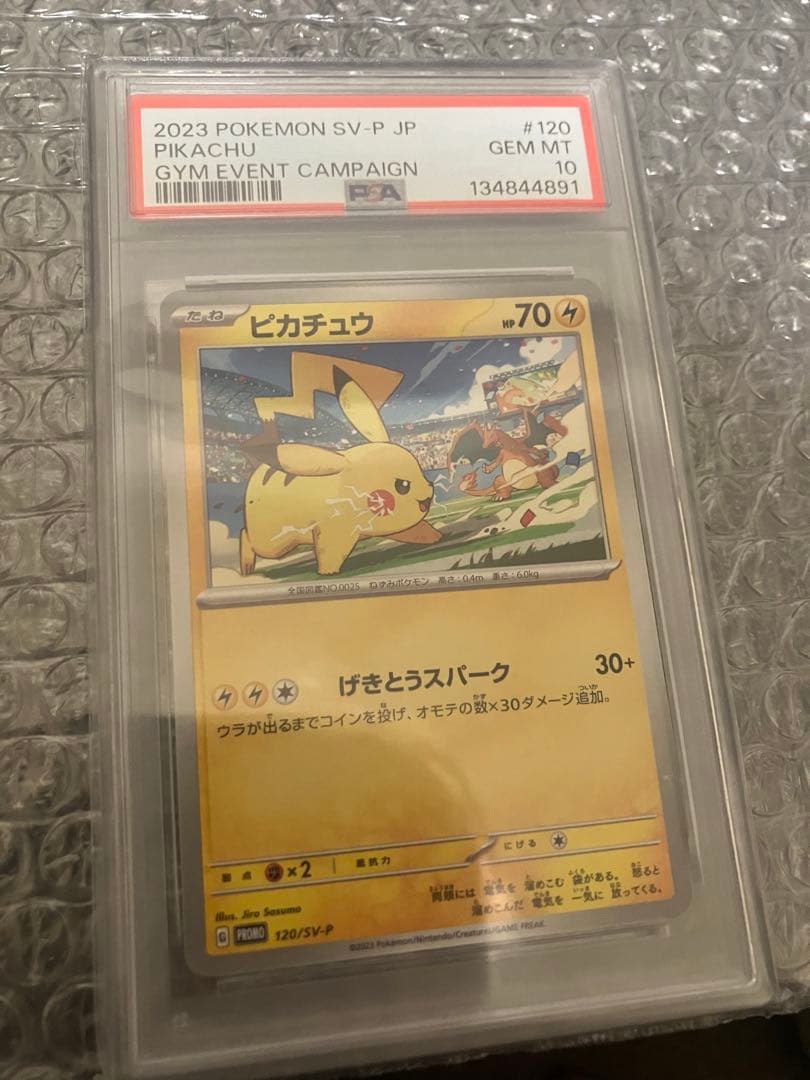 2023 POKEMON SV-P JP #120
PIKACHU GEM MT
GYM EVENT CAMPAIGN 10
PSA 134844891
たね ピカチュウ HP70
全国図鑑NO.0025 ねずみポケモン 高さ:0.4m 重さ:6.0kg
げきとうスパーク 30+
ウラが出るまでコインを投げ、オモテの数×30ダメージ追加。
弱点 ×2 抵抗力 にげる
両頬には 電気を 溜めこむ 袋がある。 怒ると
溜めこんだ 電気を 一気に 放ってくる。
Illus. Jiro Sasumo
G PROMO 120/SV-P
©2023 Pokémon/Nintendo/Creatures/GAME FREAK.